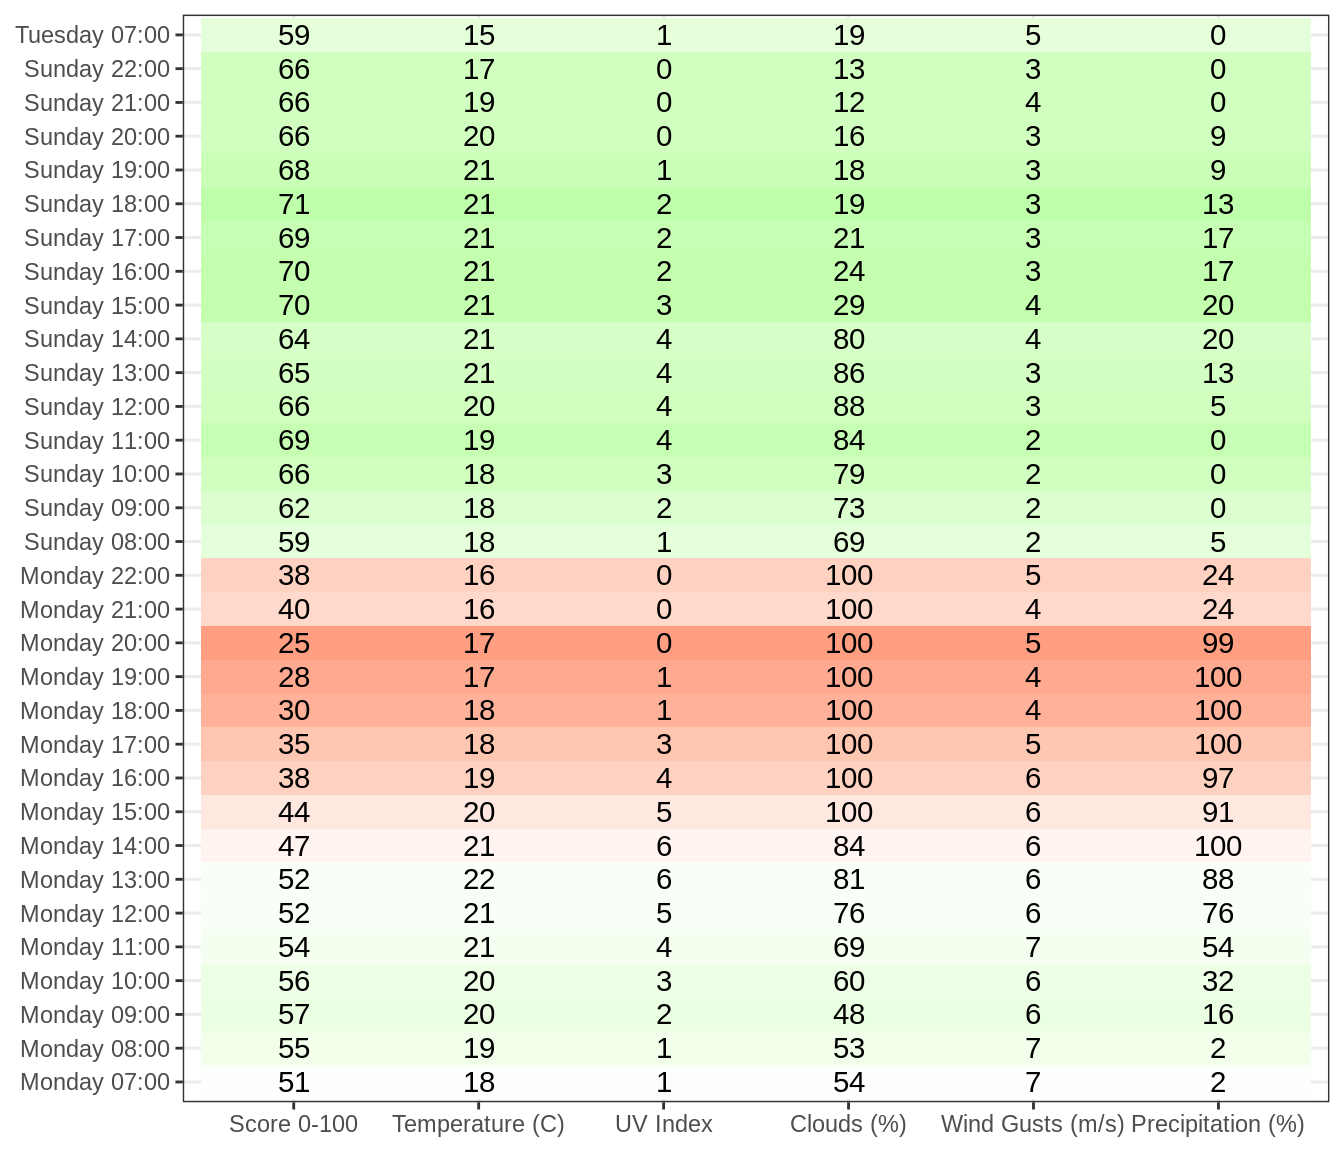 Tuesday 07:00 59 15 1 19 5 0
Sunday 22:00 66 17 0 13 3 0
Sunday 21:00 66 19 0 12 4 0
Sunday 20:00 66 20 0 16 3 9
Sunday 19:00 68 21 1 18 3 9
Sunday 18:00 71 21 2 19 3 13
Sunday 17:00 69 21 2 21 3 17
Sunday 16:00 70 21 2 24 3 17
Sunday 15:00 70 21 3 29 4 20
Sunday 14:00 64 21 4 80 4 20
Sunday 13:00 65 21 4 86 3 13
Sunday 12:00 66 20 4 88 3 5
Sunday 11:00 69 19 4 84 2 0
Sunday 10:00 66 18 3 79 2 0
Sunday 09:00 62 18 2 73 2 0
Sunday 08:00 59 18 1 69 2 5
Monday 22:00 38 16 0 100 5 24
Monday 21:00 40 16 0 100 4 24
Monday 20:00 25 17 0 100 5 99
Monday 19:00 28 17 1 100 4 100
Monday 18:00 30 18 1 100 4 100
Monday 17:00 35 18 3 100 5 100
Monday 16:00 38 19 4 100 6 97
Monday 15:00 44 20 5 100 6 91
Monday 14:00 47 21 6 84 6 100
Monday 13:00 52 22 6 81 6 88
Monday 12:00 52 21 5 76 6 76
Monday 11:00 54 21 4 69 7 54
Monday 10:00 56 20 3 60 6 32
Monday 09:00 57 20 2 48 6 16
Monday 08:00 55 19 1 53 7 2
Monday 07:00 51 18 1 54 7 2
Score 0-100 Temperature (C) UV Index Clouds (%) Wind Gusts (m/s) Precipitation (%)